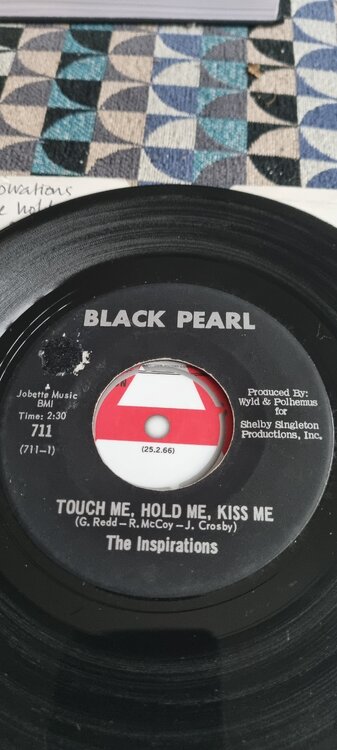 BLACK PEARL
Jobette Music
BMI
Time: 2:30
711
(711-1)
Produced By:
Wyld & Polhemus
for
Shelby Singleton
Productions, Inc.
(25.2.66)
TOUCH ME, HOLD ME, KISS ME
(G. Redd — R. McCoy — J. Crosby)
The Inspirations